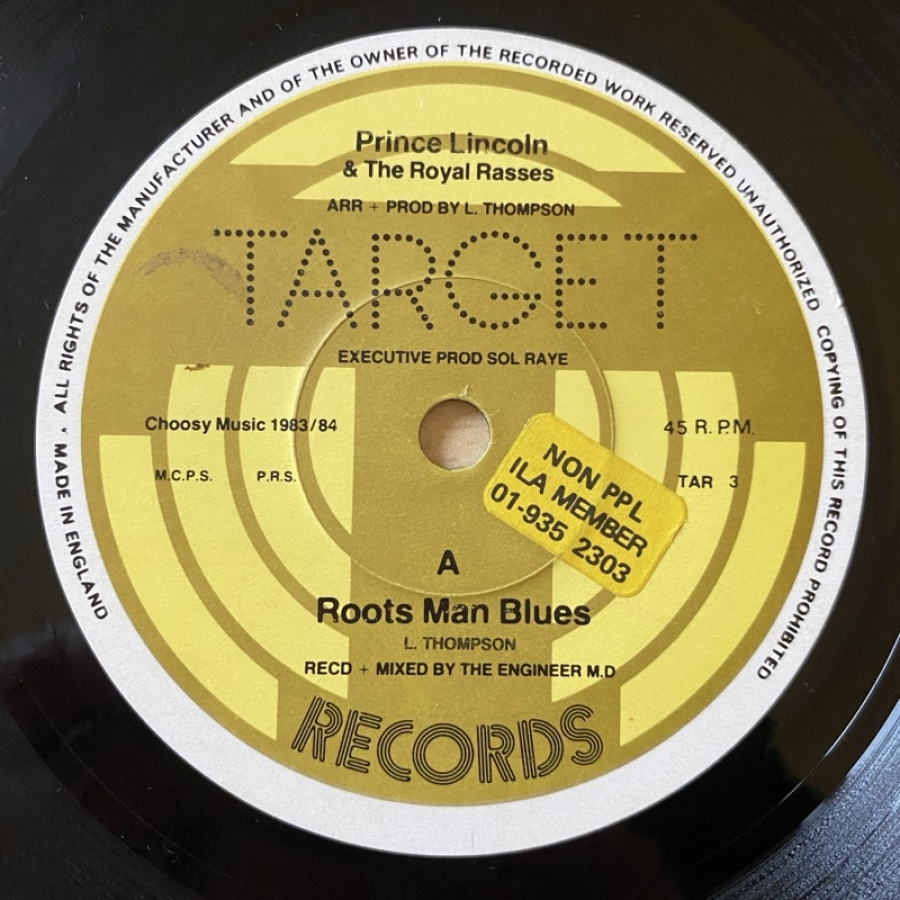 MADE IN ENGLAND · ALL RIGHTS OF THE MANUFACTURER AND OF THE OWNER OF THE RECORDED WORK RESERVED UNAUTHORIZED COPYING OF THIS RECORD PROHIBITED
Prince Lincoln
& The Royal Rasses
ARR + PROD BY L. THOMPSON
TARGET
EXECUTIVE PROD SOL RAYE
Choosy Music 1983/84
45 R.P.M.
M.C.P.S. P.R.S.
TAR 3
NON PPL
ILA MEMBER
01-935 2303
A
Roots Man Blues
L. THOMPSON
RECD + MIXED BY THE ENGINEER M.D
RECORDS